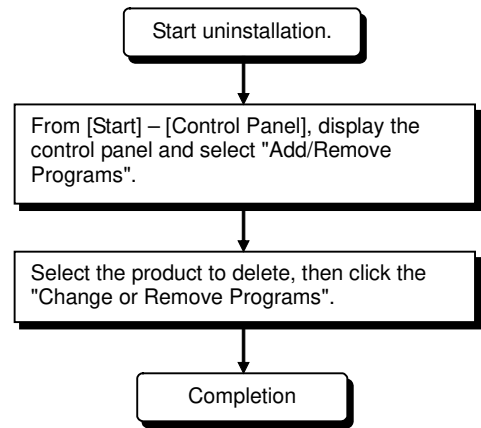 Start uninstallation.
From [Start] – [Control Panel], display the
control panel and select "Add/Remove
Programs".
Select the product to delete, then click the
"Change or Remove Programs".
Completion